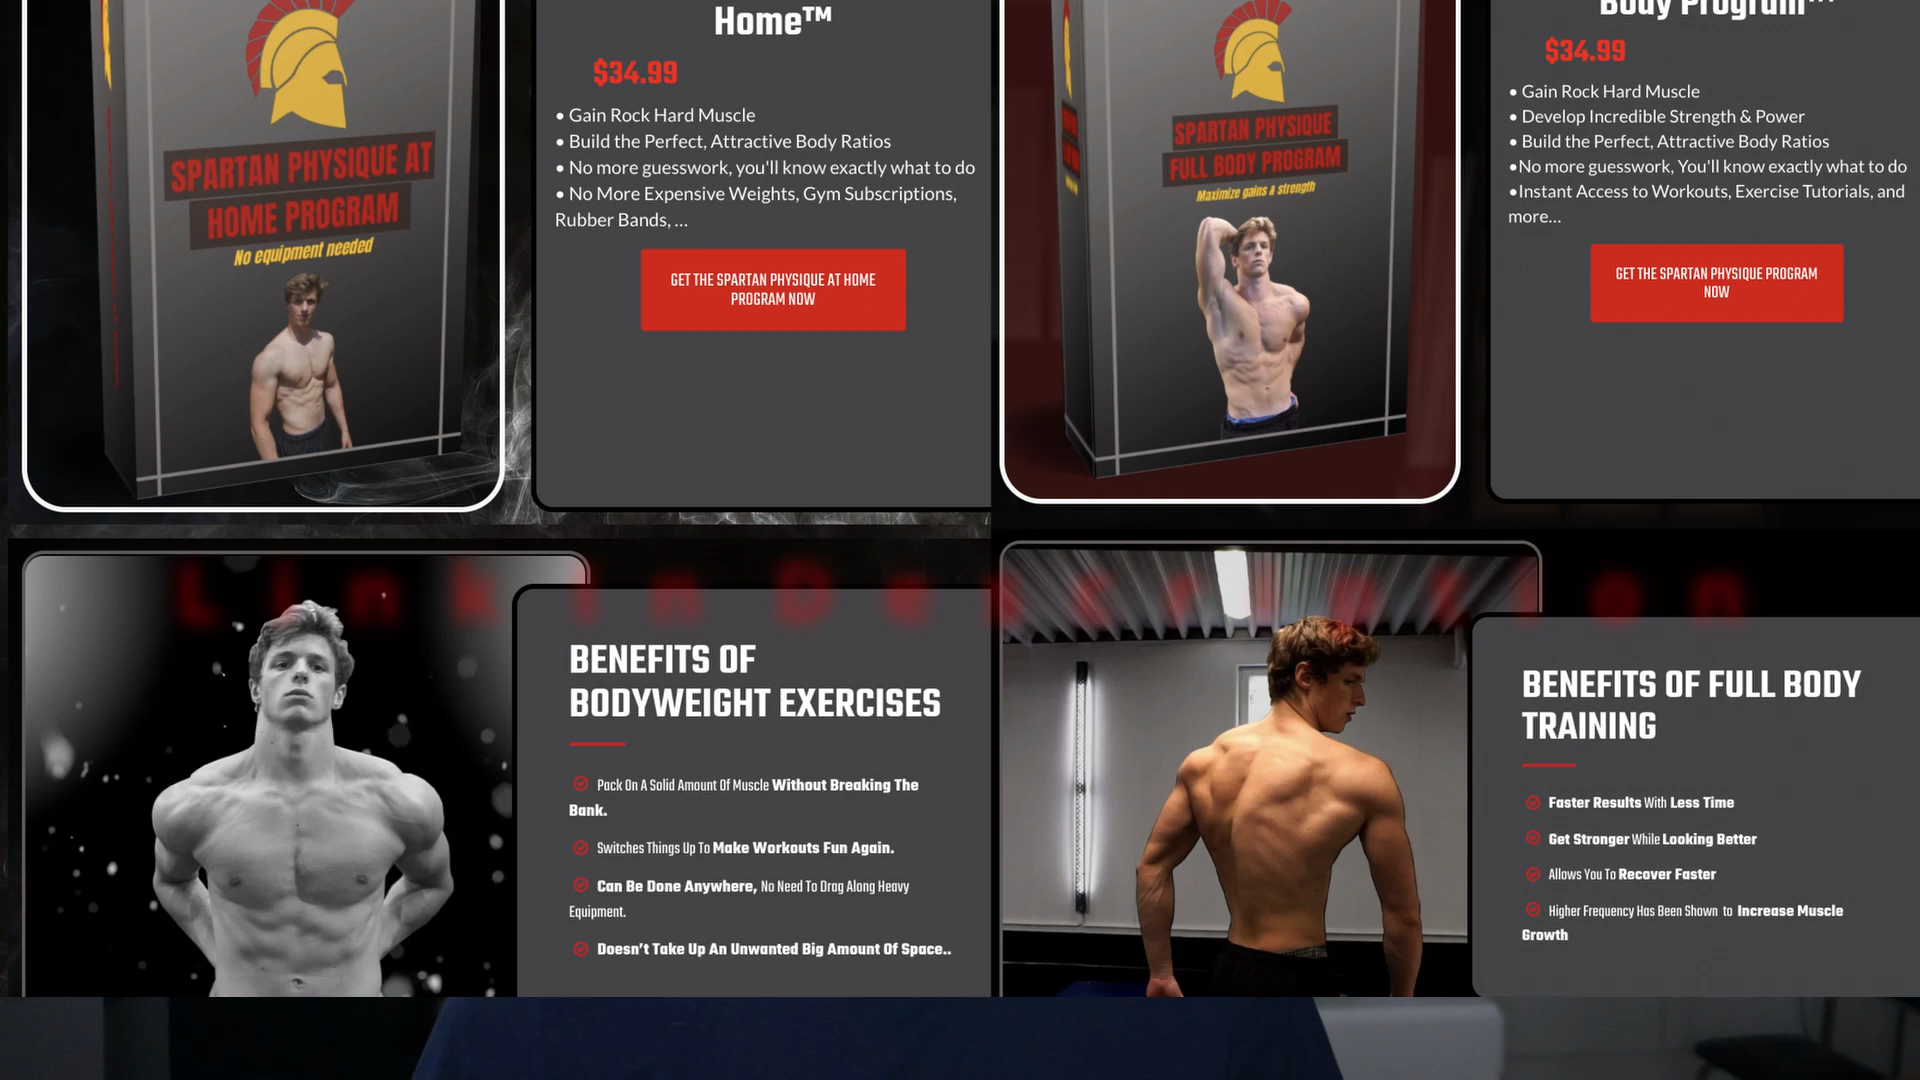 Home™
$34.99
• Gain Rock Hard Muscle
• Build the Perfect, Attractive Body Ratios
• No more guesswork, you'll know exactly what to do
• No More Expensive Weights, Gym Subscriptions,
Rubber Bands, ...
GET THE SPARTAN PHYSIQUE AT HOME
PROGRAM NOW
SPARTAN PHYSIQUE AT
HOME PROGRAM
No equipment needed
Body Program™
$34.99
• Gain Rock Hard Muscle
• Develop Incredible Strength & Power
• Build the Perfect, Attractive Body Ratios
•No more guesswork, You'll know exactly what to do
•Instant Access to Workouts, Exercise Tutorials, and
more...
GET THE SPARTAN PHYSIQUE PROGRAM
NOW
SPARTAN PHYSIQUE
FULL BODY PROGRAM
Maximize gains & strength
Link In Description
BENEFITS OF
BODYWEIGHT EXERCISES
Pack On A Solid Amount Of Muscle Without Breaking The
Bank.
Switches Things Up To Make Workouts Fun Again.
Can Be Done Anywhere, No Need To Drag Along Heavy
Equipment.
Doesn't Take Up An Unwanted Big Amount Of Space..
BENEFITS OF FULL BODY
TRAINING
Faster Results With Less Time
Get Stronger While Looking Better
Allows You To Recover Faster
Higher Frequency Has Been Shown to Increase Muscle
Growth